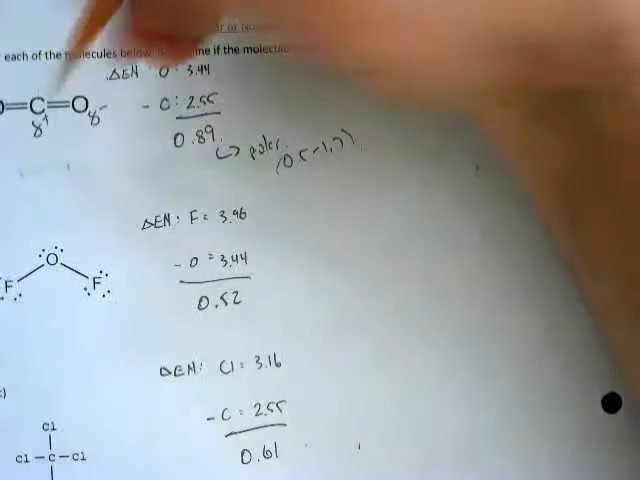 each of the molecules below
ine if the molecul
ΔEN O: 3.44
=C=O
δ+ δ-
- C: 2.55
0.89
↳ polar
(0.5-1.7)
ΔEN: F = 3.96
- O = 3.44
0.52
O
F F
ΔEN: Cl = 3.16
- C = 2.55
0.61
c)
Cl
Cl-C-Cl